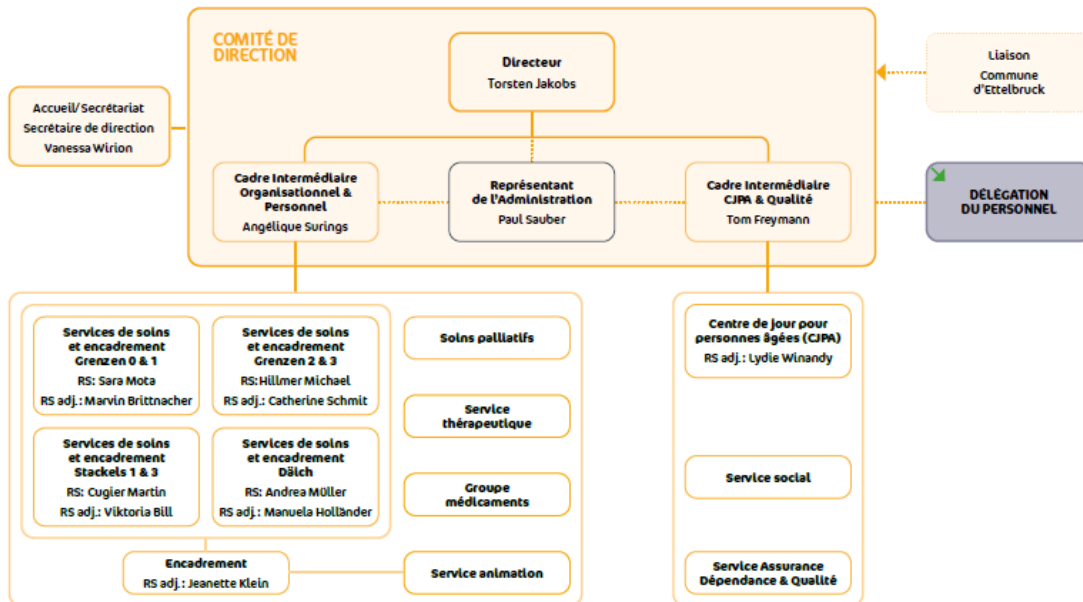 COMITÉ DE
DIRECTION
Directeur
Torsten Jakobs
Liaison
Commune
d'Ettelbruck
Accueil/Secrétariat
Secrétaire de direction
Vanessa Wirion
Cadre Intermédiaire
Organisationnel &
Personnel
Angélique Surings
Représentant
de l'Administration
Paul Sauber
Cadre Intermédiaire
CJPA & Qualité
Tom Freymann
DÉLÉGATION
DU PERSONNEL
Services de soins
et encadrement
Grenzen 0 & 1
RS: Sara Mota
RS adj.: Marvin Brittnacher
Services de soins
et encadrement
Grenzen 2 & 3
RS:Hillmer Michael
RS adj.: Catherine Schmit
Soins palliatifs
Centre de jour pour
personnes âgées (CJPA)
RS adj.: Lydie Winandy
Service
thérapeutique
Services de soins
et encadrement
Stackels 1 & 3
RS: Cugier Martin
RS adj.: Viktoria Bill
Services de soins
et encadrement
Däich
RS: Andrea Müller
RS adj.: Manuela Holländer
Groupe
médicaments
Service social
Encadrement
RS adj.: Jeanette Klein
Service animation
Service Assurance
Dépendance & Qualité